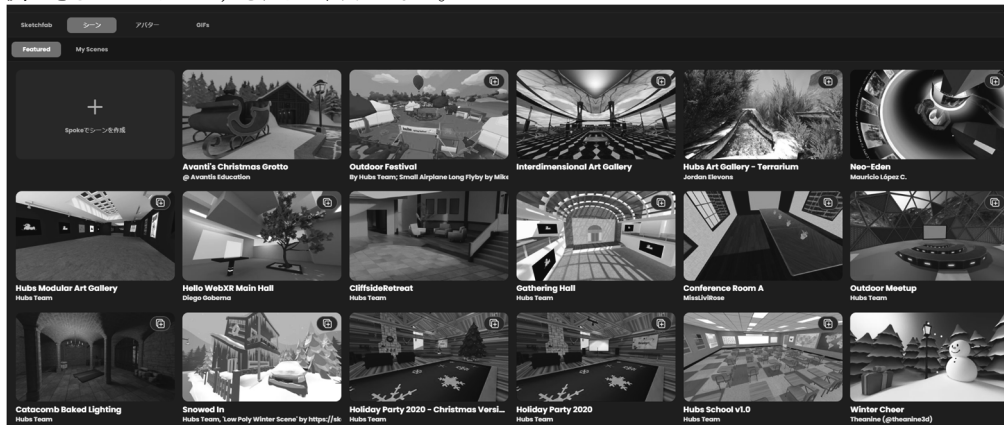 Sketchfab シーン アバター GIFs
Featured My Scenes
Spokeでシーンを作成
Avanti's Christmas Grotto
@ Avantis Education
Outdoor Festival
By Hubs Team; Small Airplane Long Flyby by Mike
Interdimensional Art Gallery
Hubs Art Gallery - Terrarium
Jordan Elevens
Neo-Eden
Mauricio López C.
Hubs Modular Art Gallery
Hubs Team
Hello WebXR Main Hall
Diego Goberna
CliffsideRetreat
Hubs Team
Gathering Hall
Hubs Team
Conference Room A
MissLiviRose
Outdoor Meetup
Hubs Team
Catacomb Baked Lighting
Hubs Team
Snowed In
Hubs Team, 'Low Poly Winter Scene' by https://sk
Holiday Party 2020 - Christmas Versi...
Hubs Team
Holiday Party 2020
Hubs Team
Hubs School v1.0
Hubs Team
Winter Cheer
Theanine (@theanine3d)